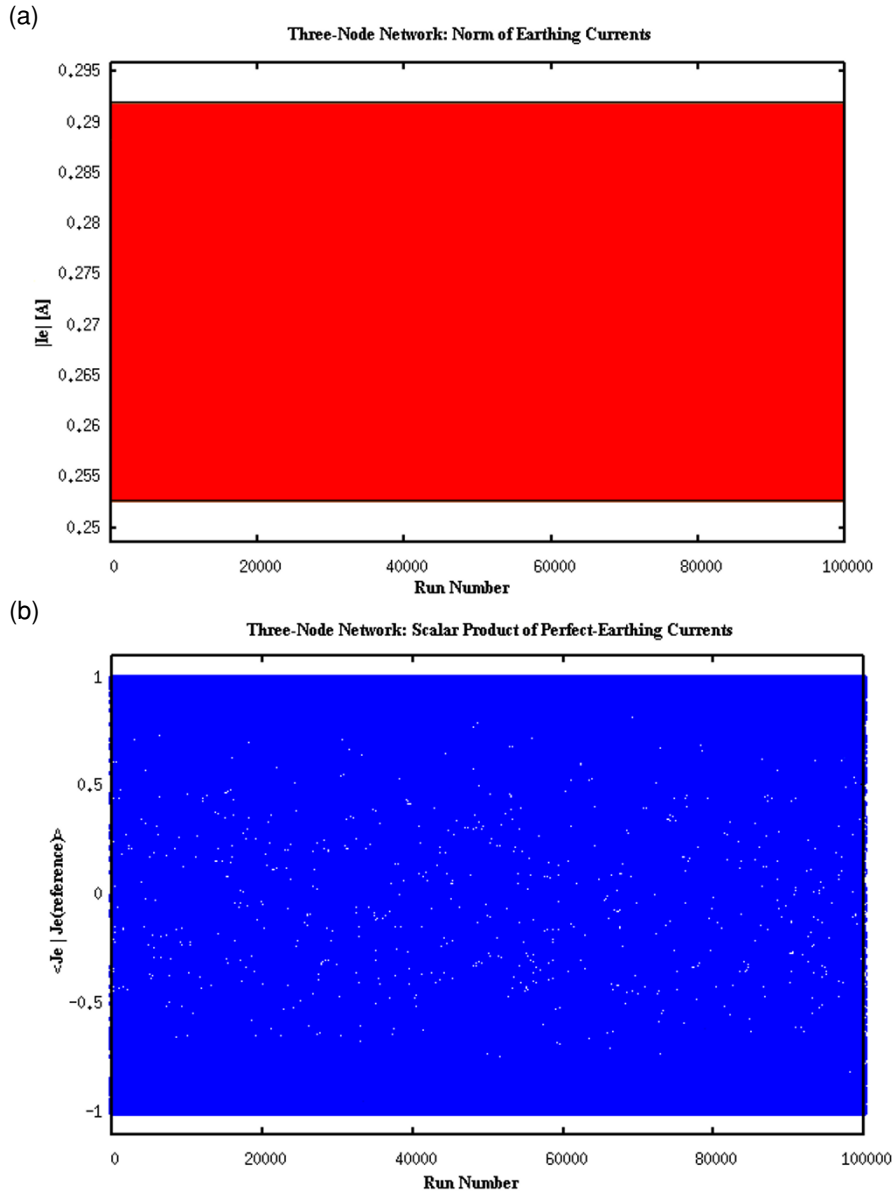 (a)
Three-Node Network: Norm of Earthing Currents
0.295
0.29
0.285
0.28
0.275
0.27
0.265
0.26
0.255
0.25
|Ie| [A]
0 20000 40000 60000 80000 100000
Run Number
(b)
Three-Node Network: Scalar Product of Perfect-Earthing Currents
1
0.5
0
-0.5
-1
<Je | Je(reference)>
0 20000 40000 60000 80000 100000
Run Number